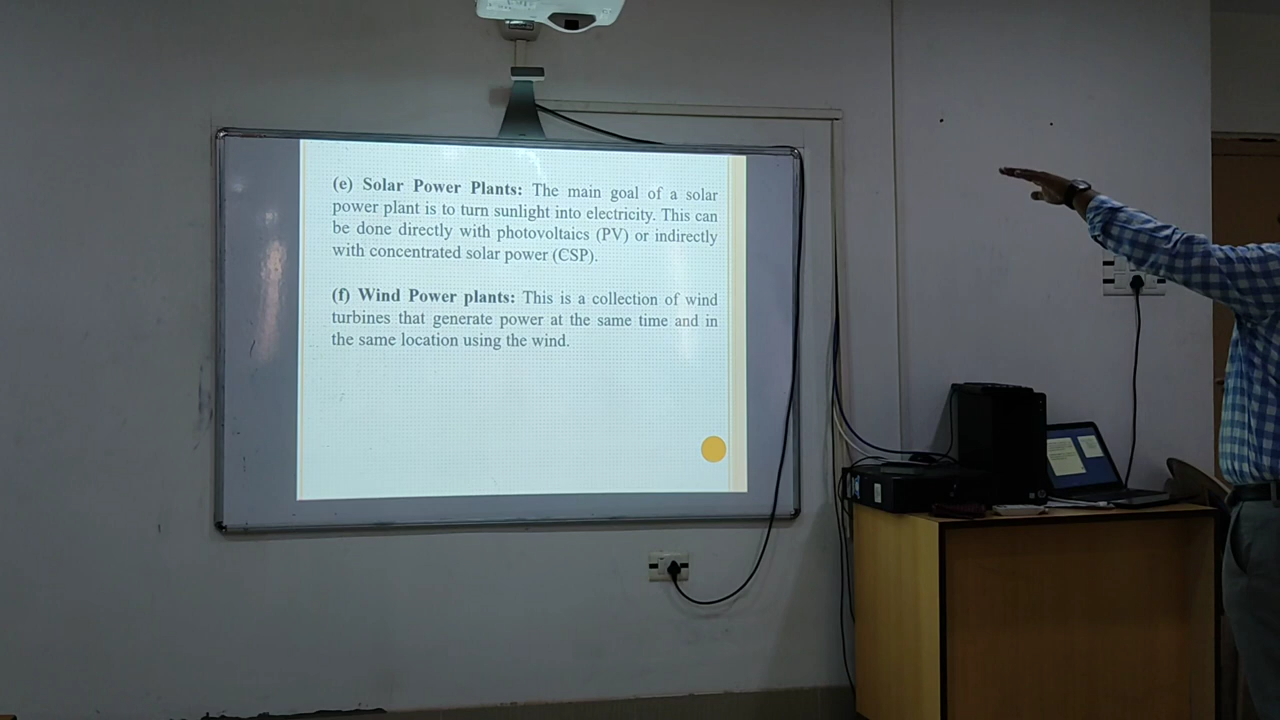 (e) Solar Power Plants: The main goal of a solar
power plant is to turn sunlight into electricity. This can
be done directly with photovoltaics (PV) or indirectly
with concentrated solar power (CSP).
(f) Wind Power plants: This is a collection of wind
turbines that generate power at the same time and in
the same location using the wind.